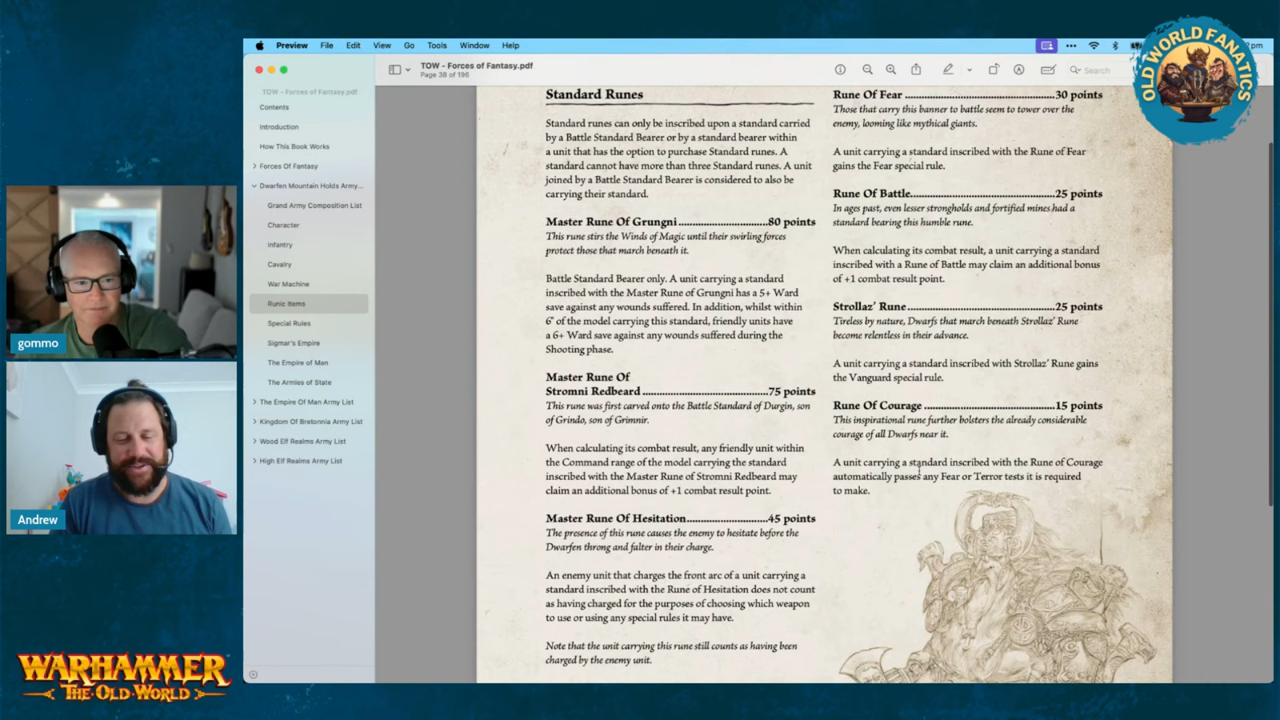 Preview File Edit View Go Tools Window Help
pm
TOW - Forces of Fantasy.pdf
Page 38 of 196
Search
OLD WORLD FANATICS
TOW - Forces of Fantasy.pdf
Contents
Introduction
How This Book Works
Forces Of Fantasy
Dwarfen Mountain Holds Army...
Grand Army Composition List
Character
Infantry
Cavalry
War Machine
Runic Items
Special Rules
Sigmar's Empire
The Empire of Man
The Armies of State
The Empire Of Man Army List
Kingdom Of Bretonnia Army List
Wood Elf Realms Army List
High Elf Realms Army List
Standard Runes
Standard runes can only be inscribed upon a standard carried
by a Battle Standard Bearer or by a standard bearer within
a unit that has the option to purchase Standard runes. A
standard cannot have more than three Standard runes. A unit
joined by a Battle Standard Bearer is considered to also be
carrying their standard.
Master Rune Of Grungni ...........................80 points
This rune stirs the Winds of Magic until their swirling forces
protect those that march beneath it.
Battle Standard Bearer only. A unit carrying a standard
inscribed with the Master Rune of Grungni has a 5+ Ward
save against any wounds suffered. In addition, whilst within
6" of the model carrying this standard, friendly units have
a 6+ Ward save against any wounds suffered during the
Shooting phase.
Master Rune Of
Stromni Redbeard ......................................75 points
This rune was first carved onto the Battle Standard of Durgin, son
of Grindo, son of Grimnir.
When calculating its combat result, any friendly unit within
the Command range of the model carrying the standard
inscribed with the Master Rune of Stromni Redbeard may
claim an additional bonus of +1 combat result point.
Master Rune Of Hesitation.........................45 points
The presence of this rune causes the enemy to hesitate before the
Dwarfen throng and falter in their charge.
An enemy unit that charges the front arc of a unit carrying a
standard inscribed with the Rune of Hesitation does not count
as having charged for the purposes of choosing which weapon
to use or using any special rules it may have.
Note that the unit carrying this rune still counts as having been
charged by the enemy unit.
Rune Of Fear ..............................................30 points
Those that carry this banner to battle seem to tower over the
enemy, looming like mythical giants.
A unit carrying a standard inscribed with the Rune of Fear
gains the Fear special rule.
Rune Of Battle............................................25 points
In ages past, even lesser strongholds and fortified mines had a
standard bearing this humble rune.
When calculating its combat result, a unit carrying a standard
inscribed with a Rune of Battle may claim an additional bonus
of +1 combat result point.
Strollaz' Rune .............................................25 points
Tireless by nature, Dwarfs that march beneath Strollaz' Rune
become relentless in their advance.
A unit carrying a standard inscribed with Strollaz' Rune gains
the Vanguard special rule.
Rune Of Courage ........................................15 points
This inspirational rune further bolsters the already considerable
courage of all Dwarfs near it.
A unit carrying a standard inscribed with the Rune of Courage
automatically passes any Fear or Terror tests it is required
to make.
gommo
Andrew
WARHAMMER
THE OLD WORLD